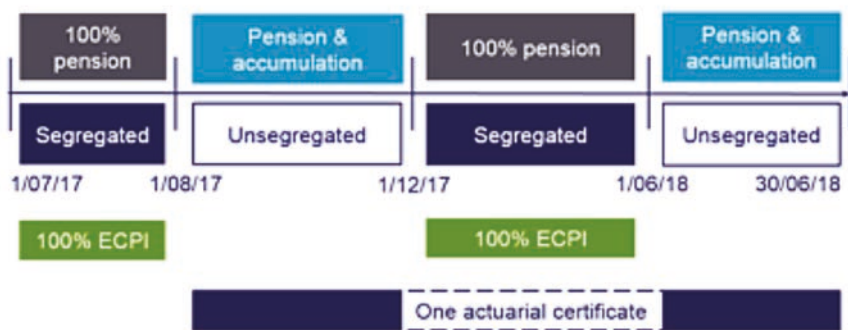 100%
pension
Pension &
accumulation
100% pension
Pension &
accumulation
Segregated
Unsegregated
Segregated
Unsegregated
1/07/17
1/08/17
1/12/17
1/06/18
30/06/18
100% ECPI
100% ECPI
One actuarial certificate